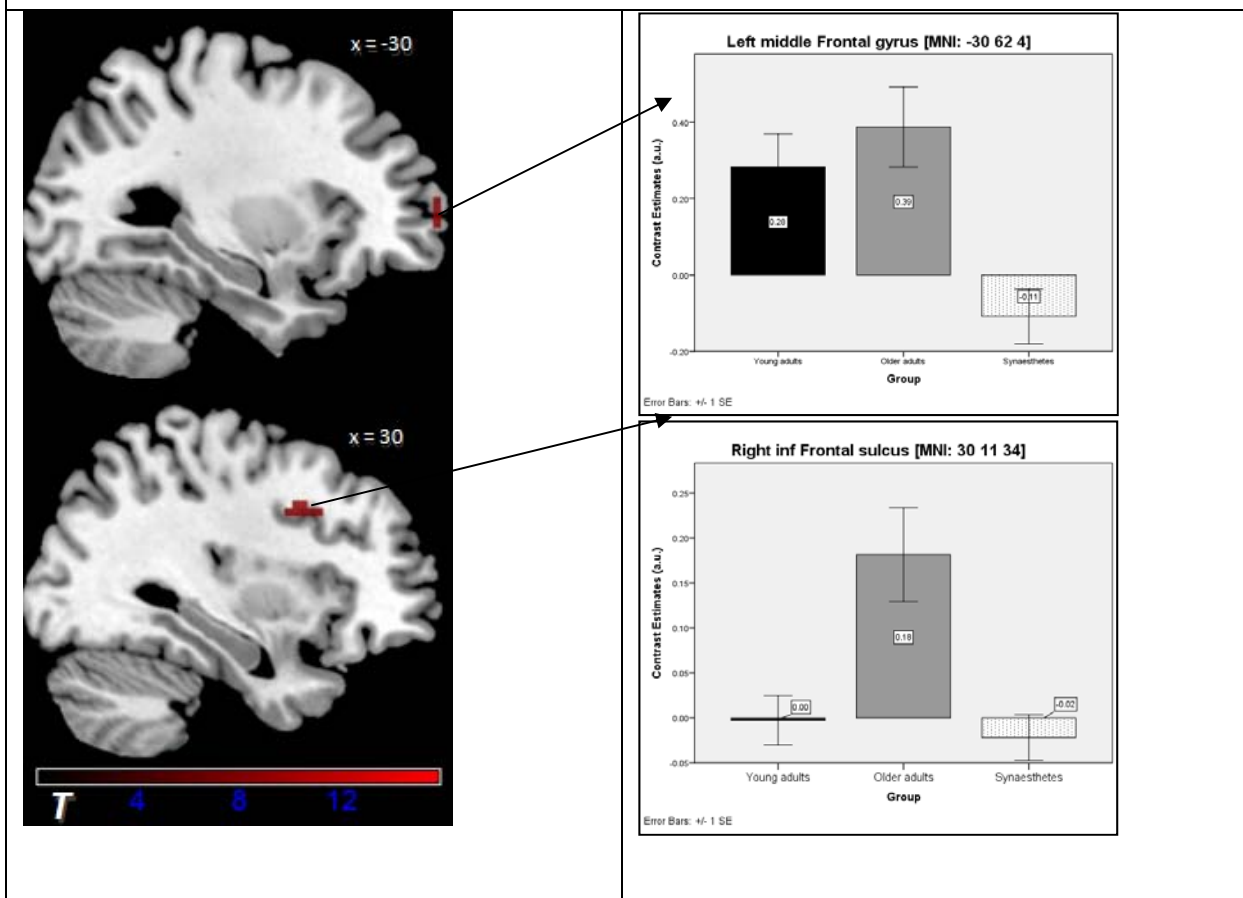 x = -30
x = 30
T 4 8 12
Left middle Frontal gyrus [MNI: -30 62 4]
Contrast Estimates (a.u.)
0.40
0.20
0.00
-0.20
0.28
0.39
-0.11
Young adults Older adults Synaesthetes
Group
Error Bars: +/- 1 SE
Right inf Frontal sulcus [MNI: 30 11 34]
Contrast Estimates (a.u.)
0.25
0.20
0.15
0.10
0.05
0.00
-0.05
0.00
0.18
-0.02
Young adults Older adults Synaesthetes
Group
Error Bars: +/- 1 SE